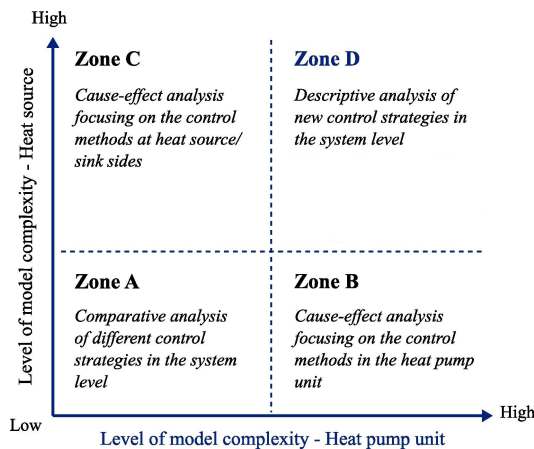 High
Level of model complexity - Heat source
Zone C
Cause-effect analysis
focusing on the control
methods at heat source/
sink sides
Zone D
Descriptive analysis of
new control strategies in
the system level
Zone A
Comparative analysis
of different control
strategies in the system
level
Zone B
Cause-effect analysis
focusing on the control
methods in the heat pump
unit
Low
High
Level of model complexity - Heat pump unit